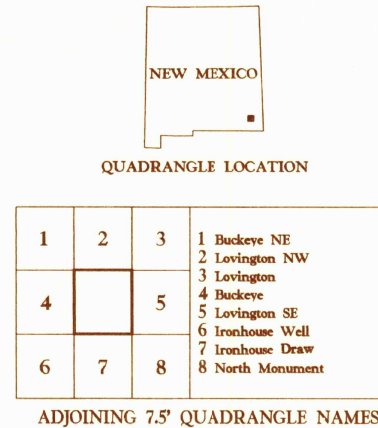 NEW MEXICO
QUADRANGLE LOCATION
1 2 3
4 5
6 7 8
1 Buckeye NE
2 Lovington NW
3 Lovington
4 Buckeye
5 Lovington SE
6 Ironhouse Well
7 Ironhouse Draw
8 North Monument
ADJOINING 7.5' QUADRANGLE NAMES